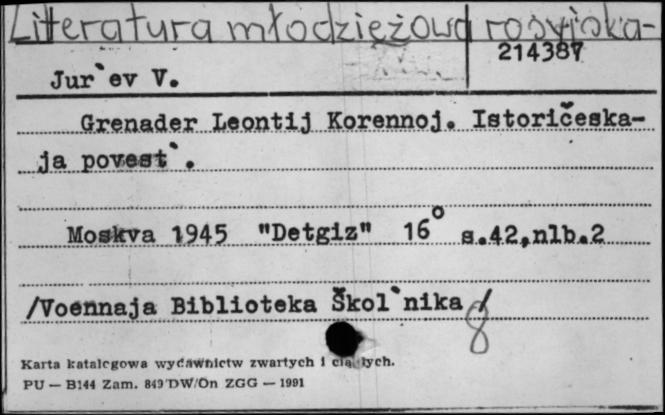 Literatura młodzieżowa rosyjska-
214387
Jur`ev V.
Grenader Leontij Korennoj. Istoričeska-
ja povest`.
Moskva 1945 "Detgiz" 16° s.42,nlb.2
/Voennaja Biblioteka Škol`nika/
8
Karta katalogowa wydawnictw zwartych i ciągłych.
PU — B144 Zam. 849/DW/On ZGG — 1991